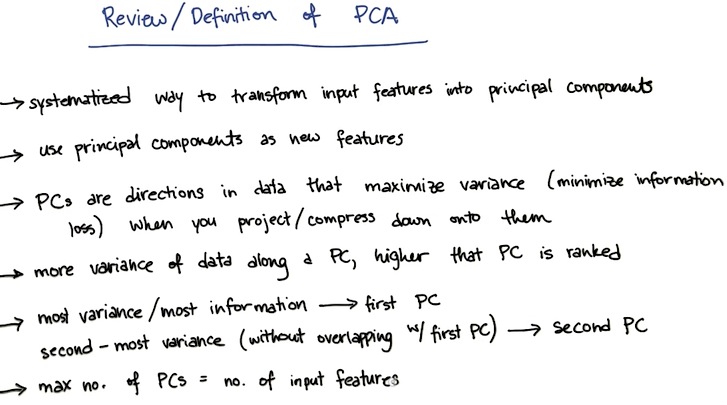 Review/Definition of PCA
→ systematized way to transform input features into principal components
→ use principal components as new features
→ PCs are directions in data that maximize variance (minimize information
loss) when you project/compress down onto them
→ more variance of data along a PC, higher that PC is ranked
→ most variance/most information → first PC
second-most variance (without overlapping w/ first PC) → second PC
→ max no. of PCs = no. of input features